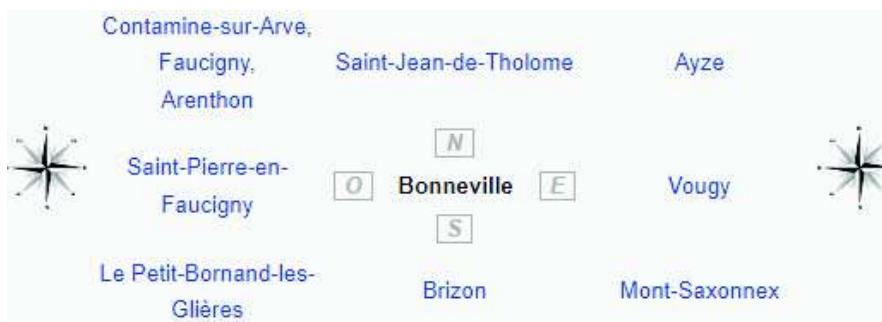 Contamine-sur-Arve,
Faucigny,
Arenthon
Saint-Jean-de-Tholome
Ayze
N
Saint-Pierre-en-
Faucigny
O
Bonneville
E
Vougy
S
Le Petit-Bornand-les-
Glières
Brizon
Mont-Saxonnex